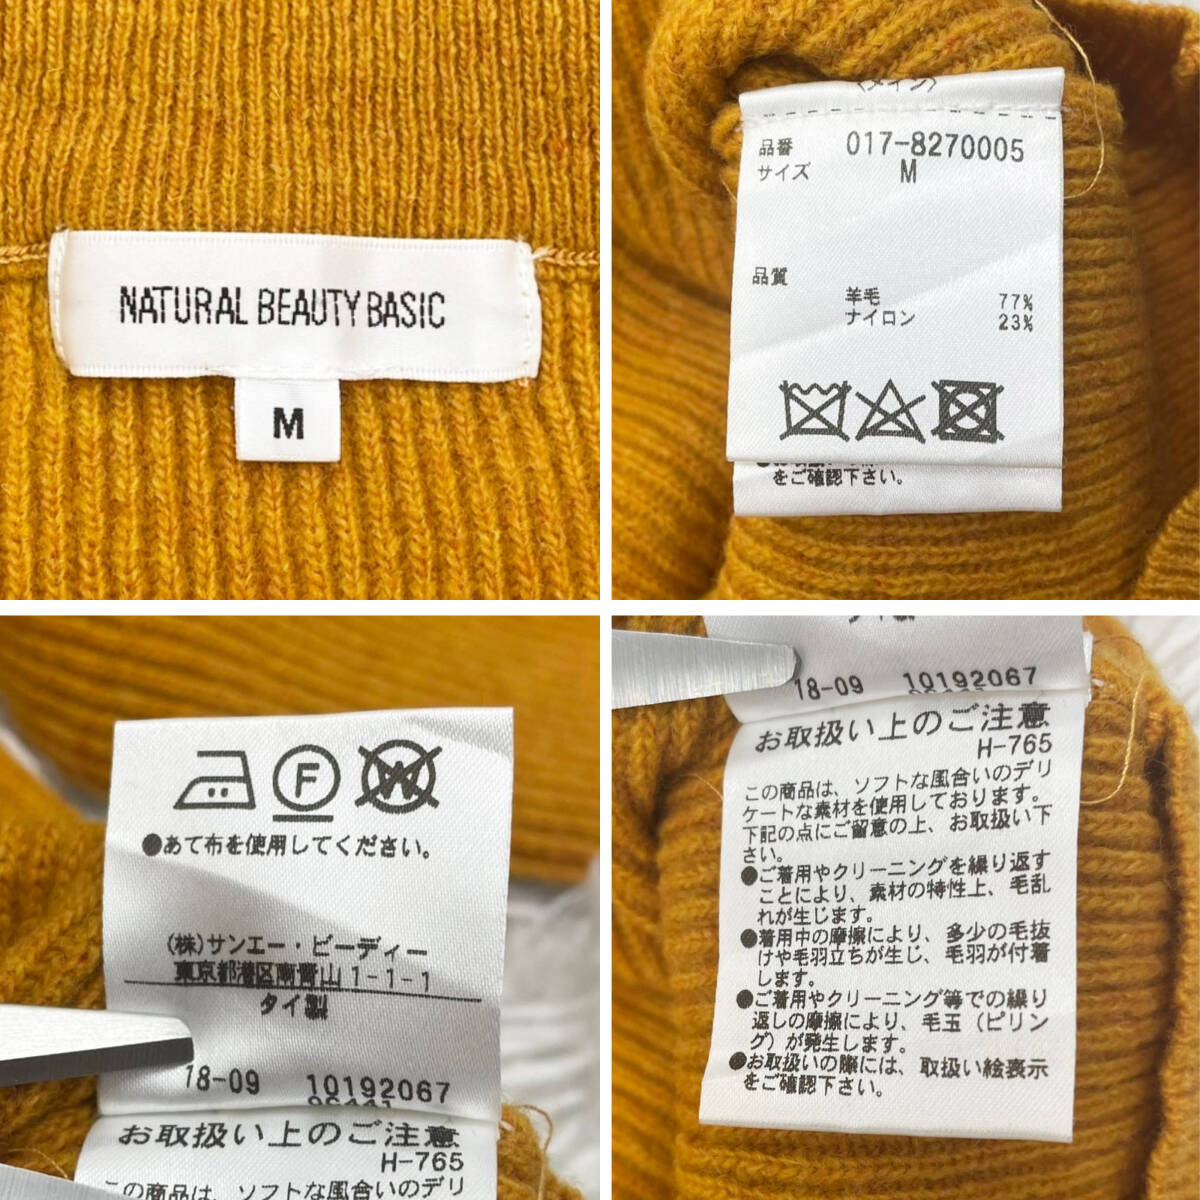 NATURAL BEAUTY BASIC
M
品番 017-8270005
サイズ M
品質
羊毛 77%
ナイロン 23%
をご確認下さい。
F
W
●あて布を使用してください。
(株)サンエー・ビーディー
東京都港区南青山1-1-1
タイ製
18-09 10192067
お取扱い上のご注意
H-765
この商品は、ソフトな風合いのデリ
18-09 10192067
お取扱い上のご注意
H-765
この商品は、ソフトな風合いのデリ
ケートな素材を使用しております。
下記の点にご留意の上、お取扱い下
さい。
●ご着用やクリーニングを繰り返す
ことにより、素材の特性上、毛乱
れが生じます。
●着用中の摩擦により、多少の毛抜
けや毛羽立ちが生じ、毛羽が付着
します。
●ご着用やクリーニング等での繰り
返しの摩擦により、毛玉（ピリン
グ）が発生します。
●お取扱いの際には、取扱い絵表示
をご確認下さい。